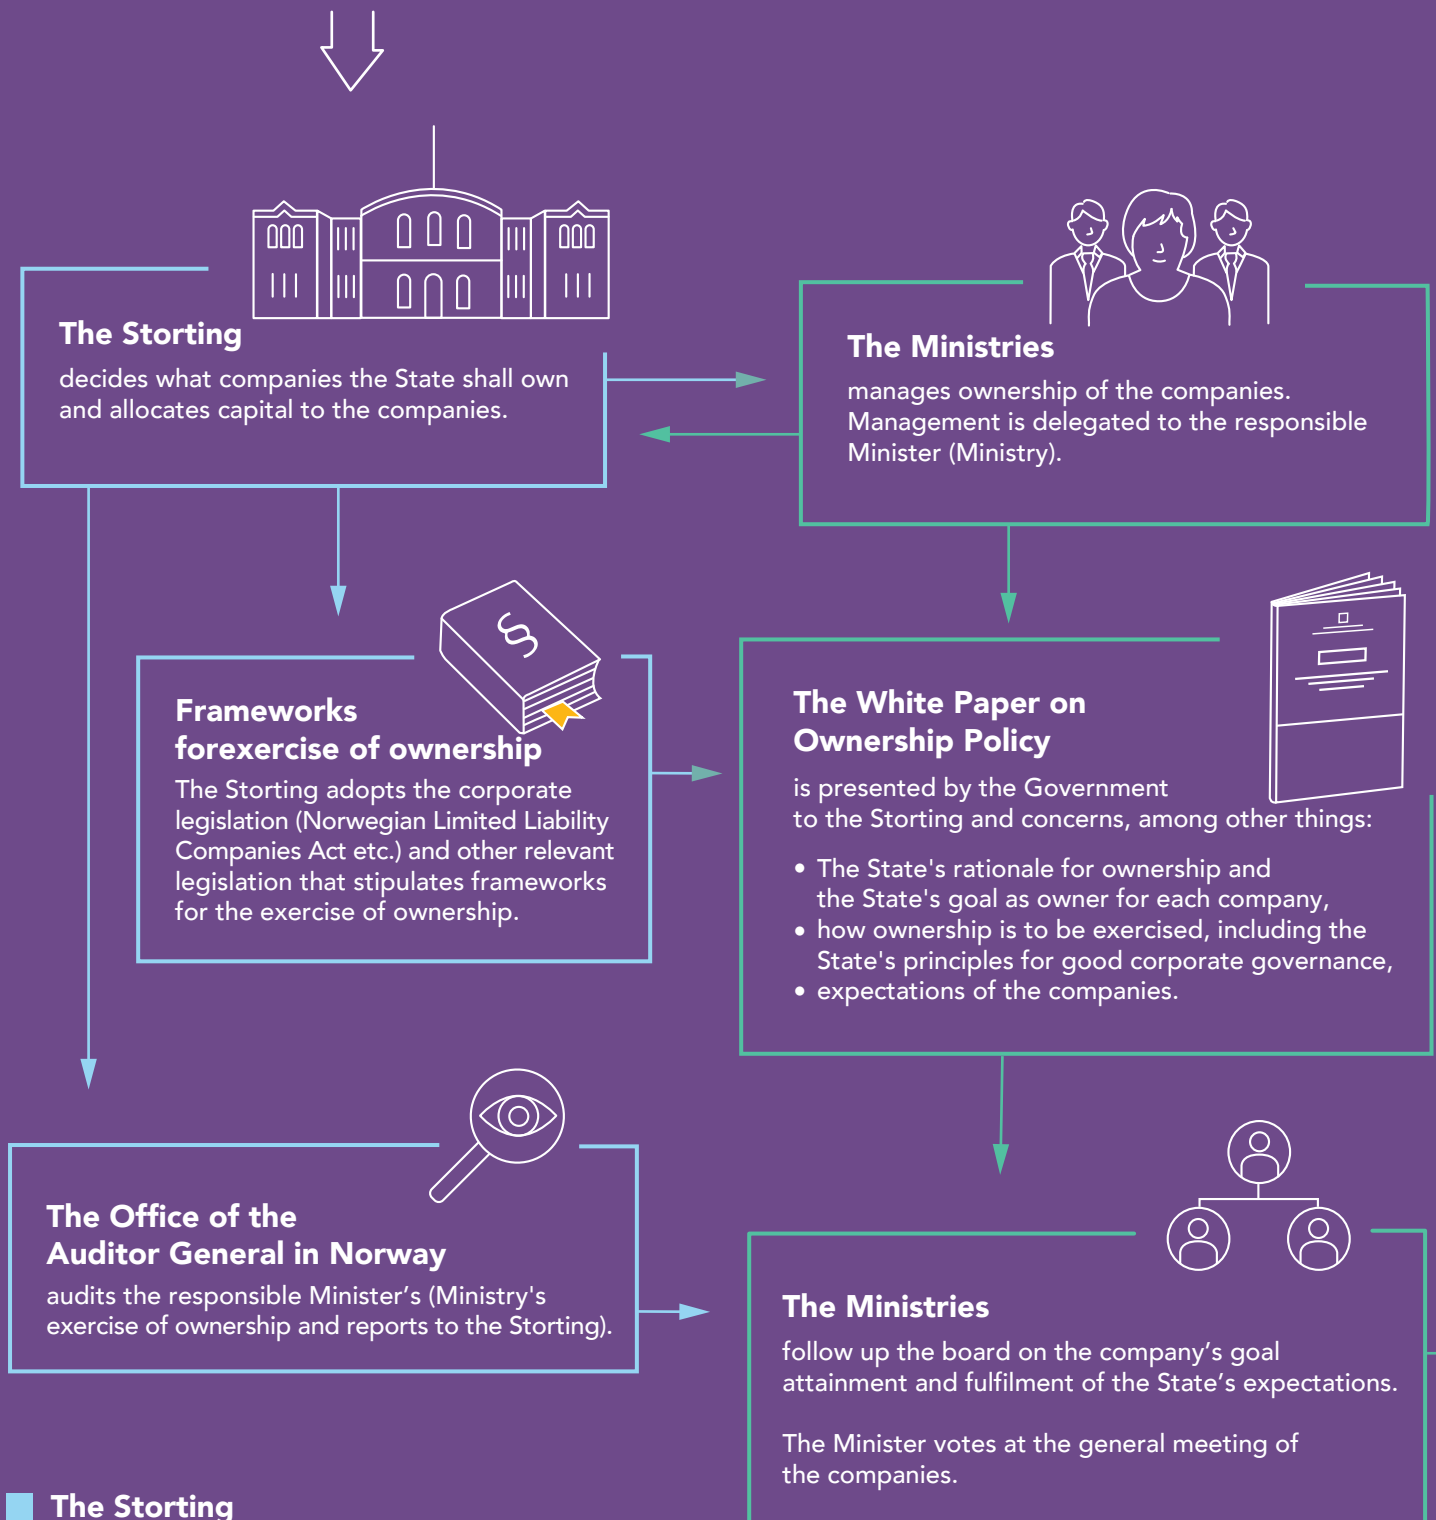 The Storting
decides what companies the State shall own
and allocates capital to the companies.
The Ministries
manages ownership of the companies.
Management is delegated to the responsible
Minister (Ministry).
§
Frameworks
forexercise of ownership
The Storting adopts the corporate
legislation (Norwegian Limited Liability
Companies Act etc.) and other relevant
legislation that stipulates frameworks
for the exercise of ownership.
The White Paper on
Ownership Policy
is presented by the Government
to the Storting and concerns, among other things:
• The State's rationale for ownership and
the State's goal as owner for each company,
• how ownership is to be exercised, including the
State's principles for good corporate governance,
• expectations of the companies.
The Office of the
Auditor General in Norway
audits the responsible Minister’s (Ministry's
exercise of ownership and reports to the Storting).
The Ministries
follow up the board on the company’s goal
attainment and fulfilment of the State’s expectations.
The Minister votes at the general meeting of
the companies.
The Storting